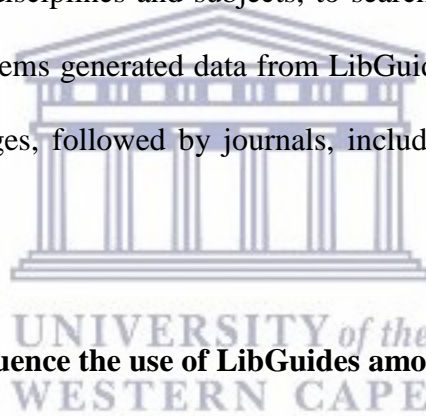 disciplines and subjects, to search
ems generated data from LibGuid
ges, followed by journals, includ
UNIVERSITY of the
uence the use of LibGuides amo
WESTERN CAPE